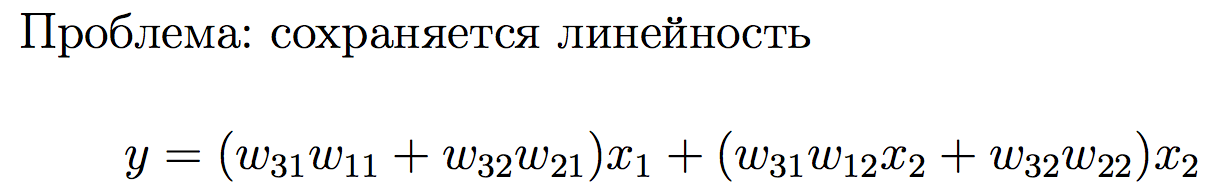 Проблема: сохраняется линейность
y = (w₃₁w₁₁ + w₃₂w₂₁)x₁ + (w₃₁w₁₂x₂ + w₃₂w₂₂)x₂